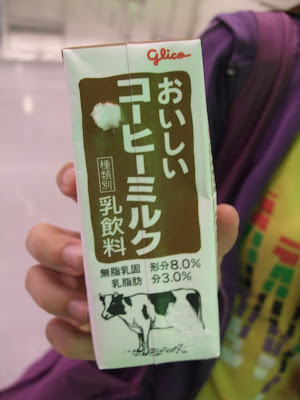 glico
おいしい
コーヒーミルク
種類別
乳飲料
無脂乳固形分8.0%
乳脂肪分3.0%